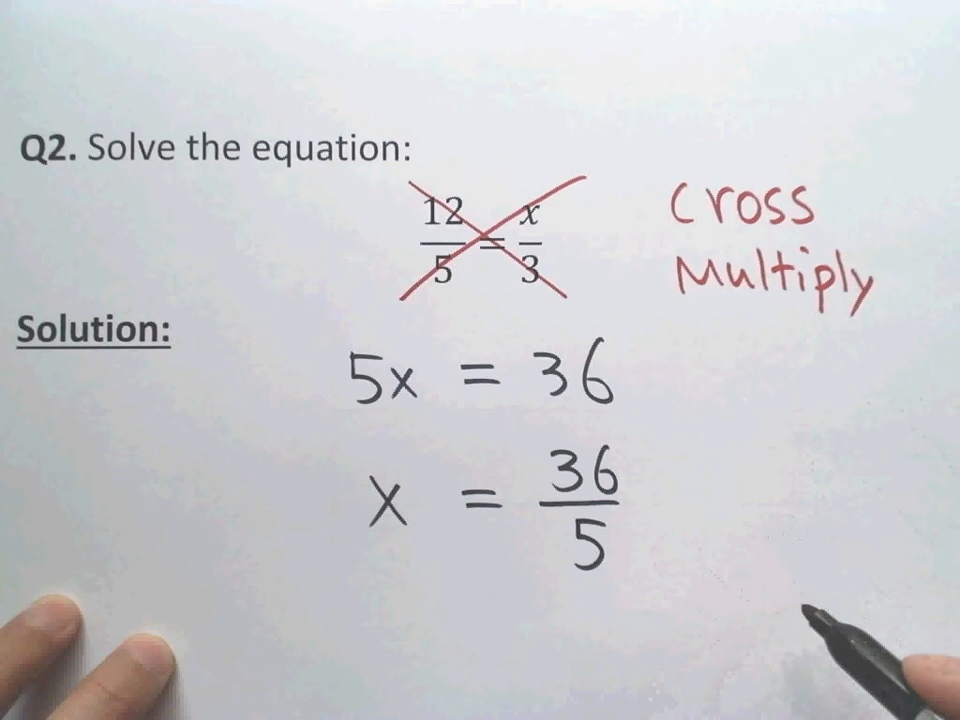 Q2. Solve the equation:
12/5 = x/3
Cross
Multiply
Solution:
5x = 36
x = 36/5